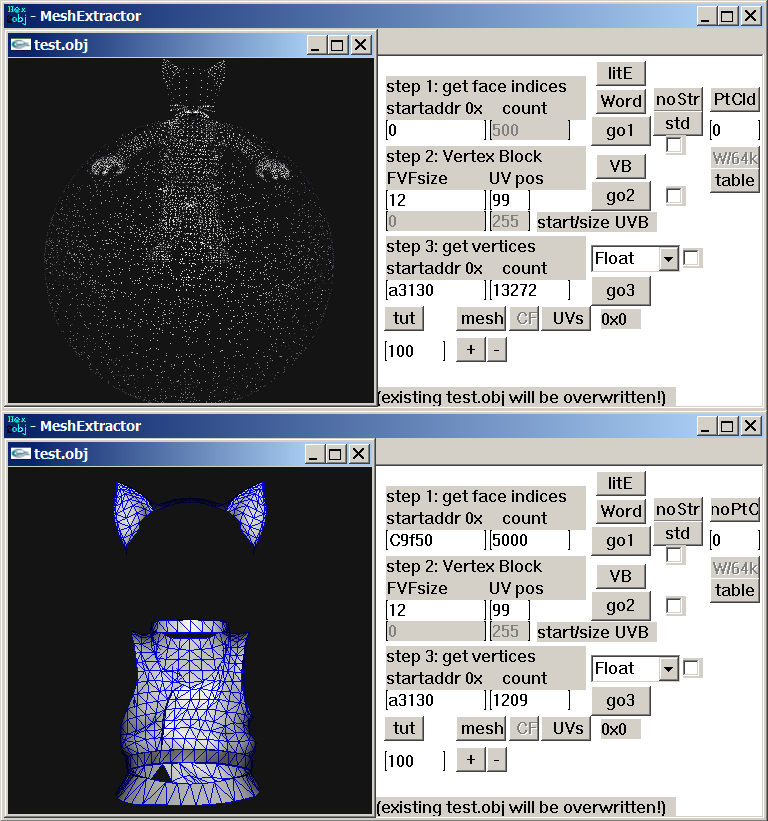 Hex obj - MeshExtractor
test.obj
litE
step 1: get face indices
startaddr 0x count
Word noStr PtCld
0 500 go1 std 0
step 2: Vertex Block
VB W/64k
FVFsize UV pos
table
12 99 go2
0 255 start/size UVB
step 3: get vertices
startaddr 0x count
Float
a3130 13272 go3
tut mesh CF UVs 0x0
100 + -
(existing test.obj will be overwritten!)
Hex obj - MeshExtractor
test.obj
litE
step 1: get face indices
startaddr 0x count
Word noStr noPtC
C9f50 5000 go1 std 0
step 2: Vertex Block
VB W/64k
FVFsize UV pos
table
12 99 go2
0 255 start/size UVB
step 3: get vertices
startaddr 0x count
Float
a3130 1209 go3
tut mesh CF UVs 0x0
100 + -
(existing test.obj will be overwritten!)